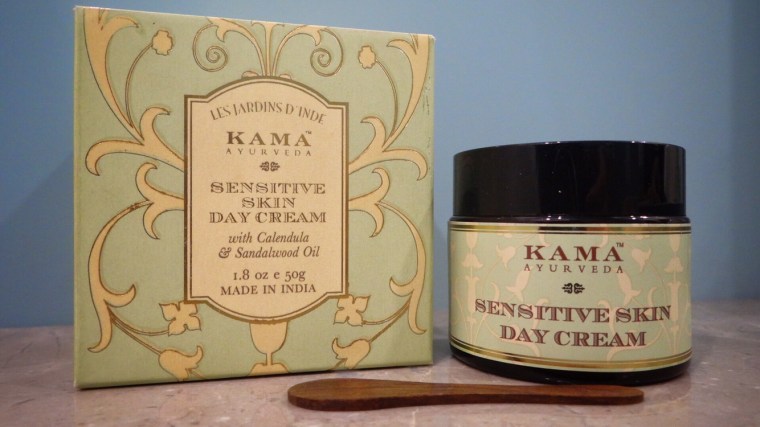 LES JARDINS D'INDE
KAMA™
AYURVEDA
SENSITIVE
SKIN
DAY CREAM
with Calendula
& Sandalwood Oil
1.8 oz e 50g
MADE IN INDIA
KAMA™
AYURVEDA
SENSITIVE SKIN
DAY CREAM